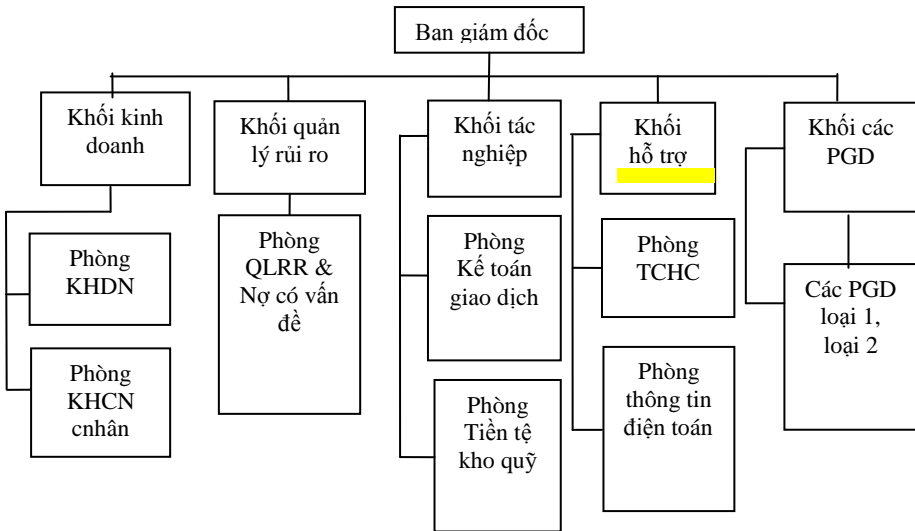 Ban giám đốc
Khối kinh
doanh
Khối quản
lý rủi ro
Khối tác
nghiệp
Khối
hỗ trợ
Khối các
PGD
Phòng
KHDN
Phòng
QLRR &
Nợ có vấn
đề
Phòng
Kế toán
giao dịch
Phòng
TCHC
Các PGD
loại 1,
loại 2
Phòng
KHCN
cnhân
Phòng
Tiền tệ
kho quỹ
Phòng
thông tin
điện toán